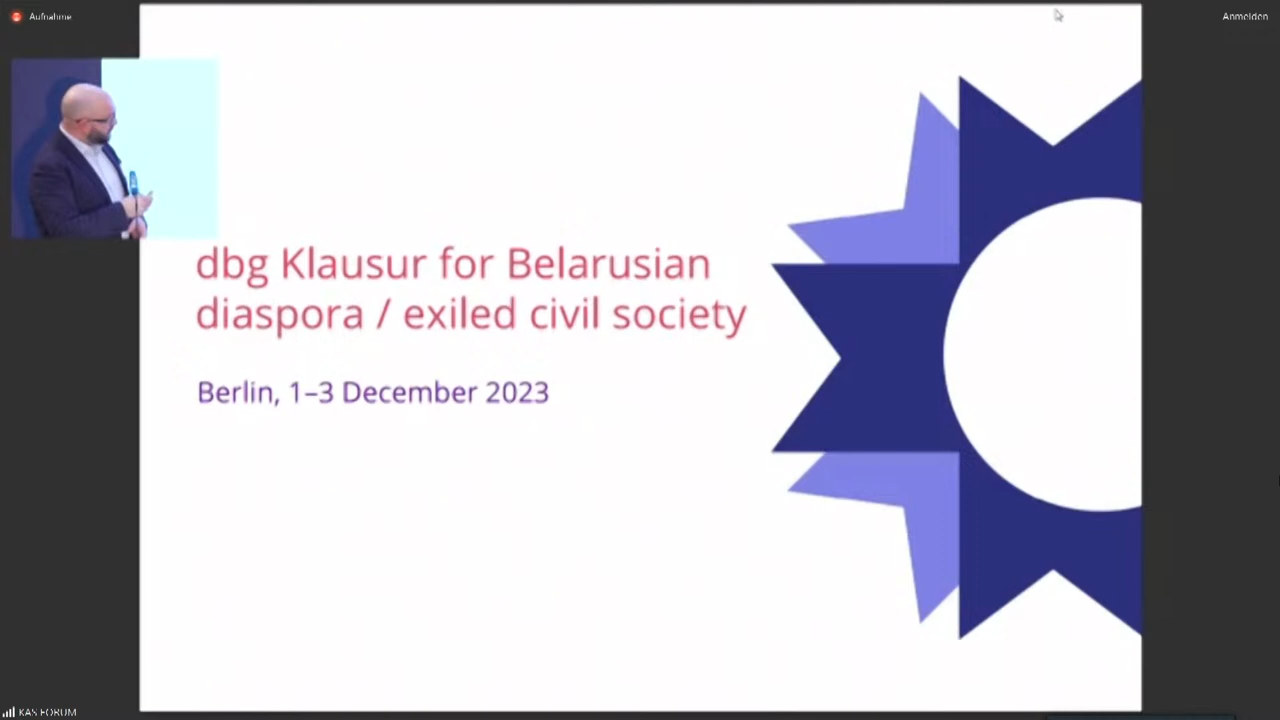 Aufnahme
Anmelden
dbg Klausur for Belarusian
diaspora / exiled civil society
Berlin, 1–3 December 2023
KAS FORUM